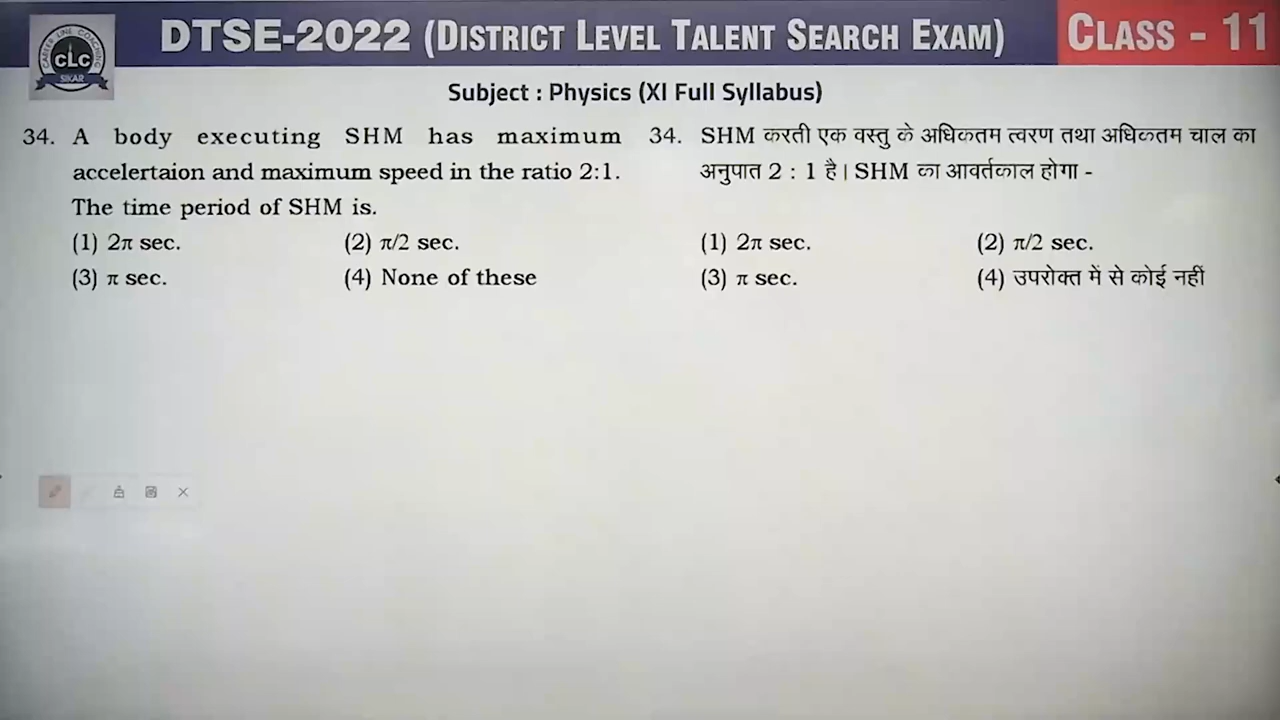 CAREER LINE COACHING
CLC
SIKAR
DTSE-2022 (DISTRICT LEVEL TALENT SEARCH EXAM)
CLASS - 11
Subject : Physics (XI Full Syllabus)
34. A body executing SHM has maximum
accelertaion and maximum speed in the ratio 2:1.
The time period of SHM is.
(1) 2π sec. (2) π/2 sec.
(3) π sec. (4) None of these
34. SHM करती एक वस्तु के अधिकतम त्वरण तथा अधिकतम चाल का
अनुपात 2 : 1 है। SHM का आवर्तकाल होगा -
(1) 2π sec. (2) π/2 sec.
(3) π sec. (4) उपरोक्त में से कोई नहीं